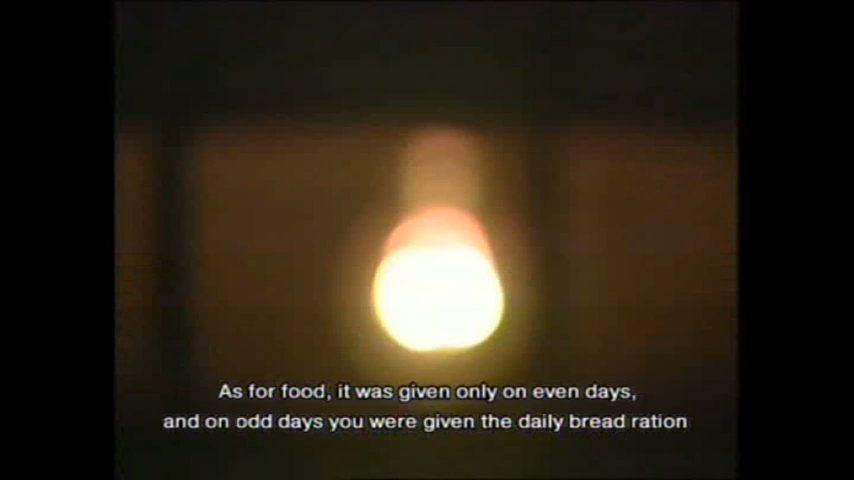 As for food, it was given only on even days,
and on odd days you were given the daily bread ration